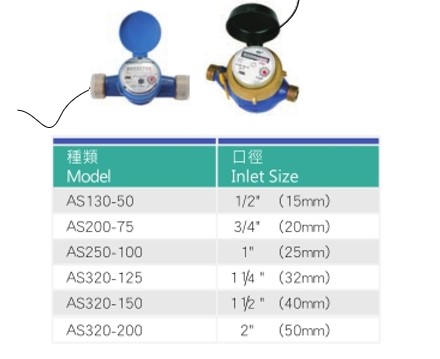 種類 口徑
Model Inlet Size
AS130-50 1/2" (15mm)
AS200-75 3/4" (20mm)
AS250-100 1" (25mm)
AS320-125 1 1/4 " (32mm)
AS320-150 1 1/2 " (40mm)
AS320-200 2" (50mm)